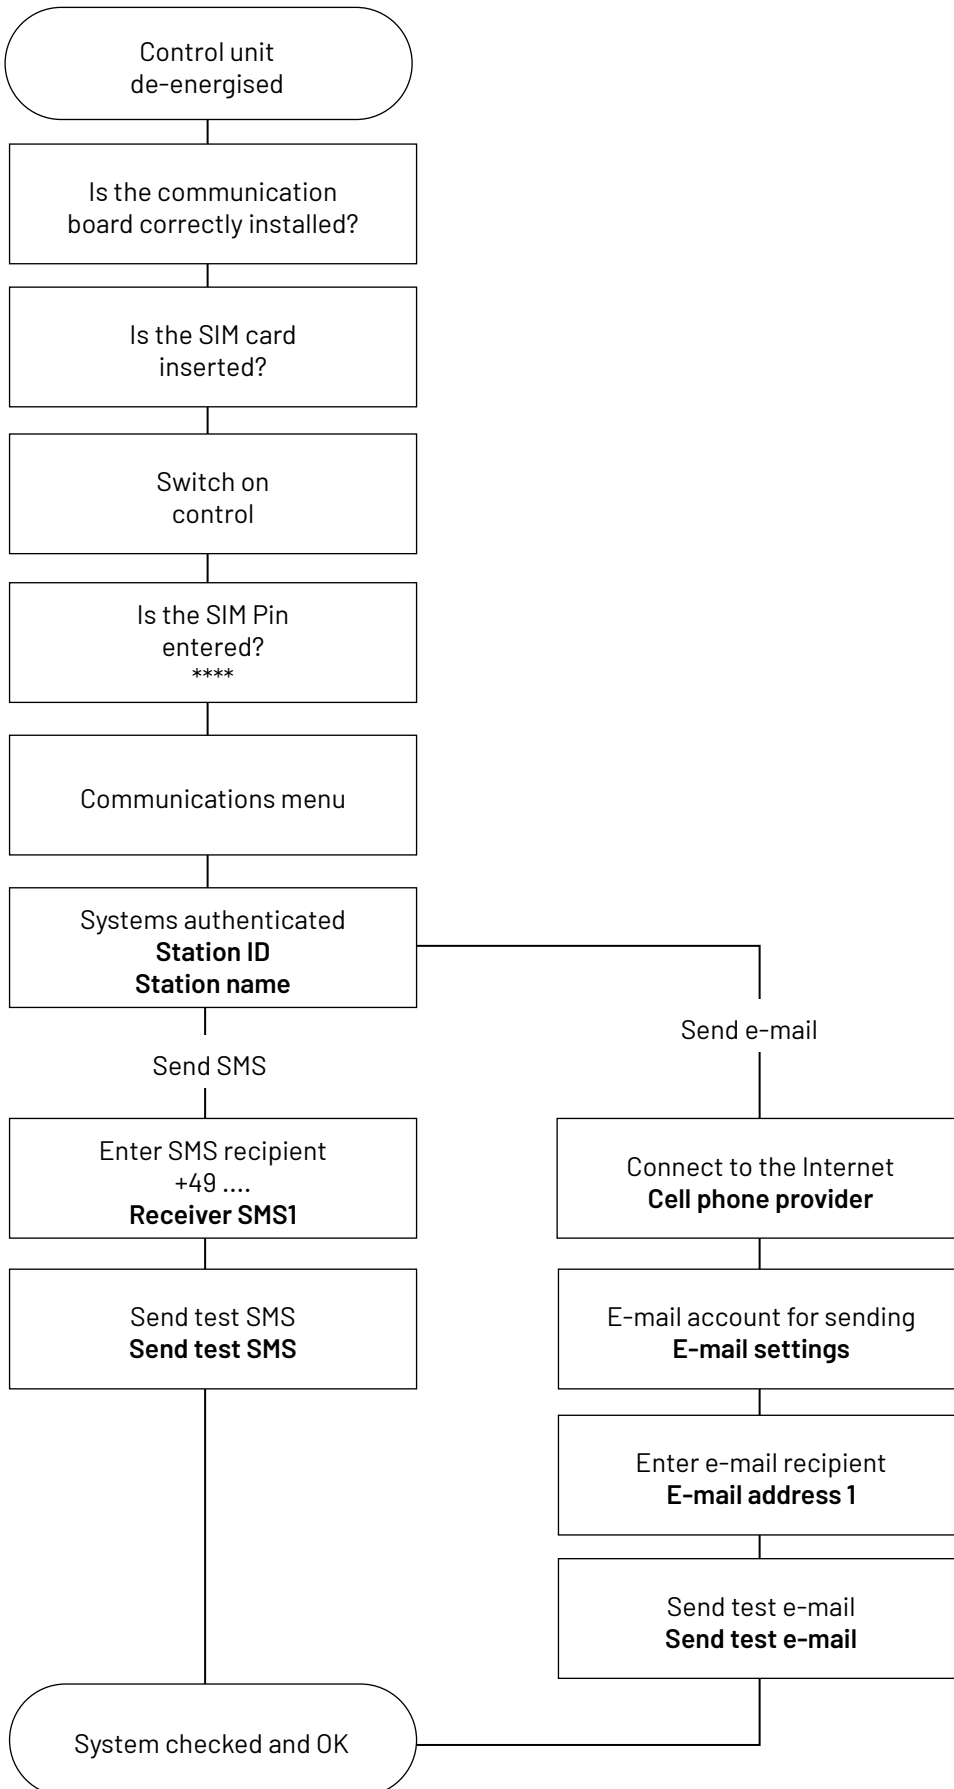 Control unit
de-energised
Is the communication
board correctly installed?
Is the SIM card
inserted?
Switch on
control
Is the SIM Pin
entered?
****
Communications menu
Systems authenticated
Station ID
Station name
Send SMS
Enter SMS recipient
+49 ....
Receiver SMS1
Send test SMS
Send test SMS
Send e-mail
Connect to the Internet
Cell phone provider
E-mail account for sending
E-mail settings
Enter e-mail recipient
E-mail address 1
Send test e-mail
Send test e-mail
System checked and OK